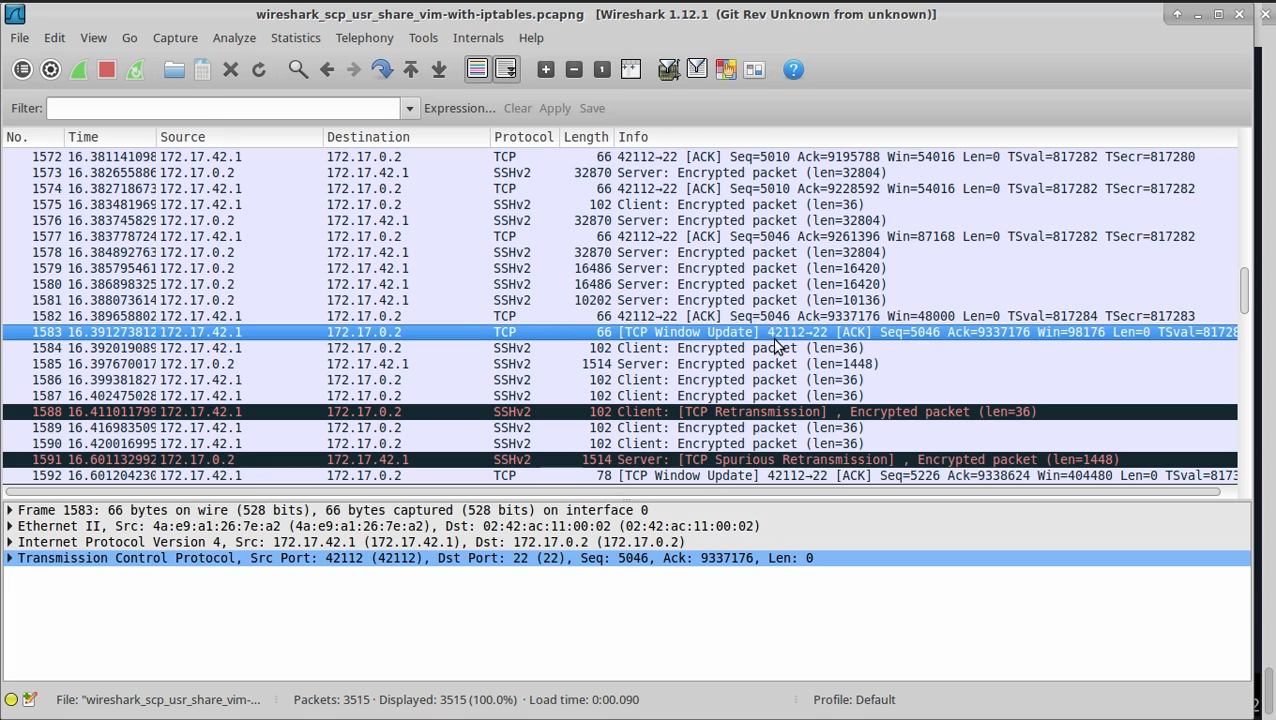 wireshark_scp_usr_share_vim-with-iptables.pcapng [Wireshark 1.12.1 (Git Rev Unknown from unknown)]
File Edit View Go Capture Analyze Statistics Telephony Tools Internals Help
Filter: Expression... Clear Apply Save
No. Time Source Destination Protocol Length Info
1572 16.381141098 172.17.42.1 172.17.0.2 TCP 66 42112→22 [ACK] Seq=5010 Ack=9195788 Win=54016 Len=0 TSval=817282 TSecr=817280
1573 16.382655886 172.17.0.2 172.17.42.1 SSHv2 32870 Server: Encrypted packet (len=32804)
1574 16.382718673 172.17.42.1 172.17.0.2 TCP 66 42112→22 [ACK] Seq=5010 Ack=9228592 Win=54016 Len=0 TSval=817282 TSecr=817282
1575 16.383481969 172.17.42.1 172.17.0.2 SSHv2 102 Client: Encrypted packet (len=36)
1576 16.383745829 172.17.0.2 172.17.42.1 SSHv2 32870 Server: Encrypted packet (len=32804)
1577 16.383778724 172.17.42.1 172.17.0.2 TCP 66 42112→22 [ACK] Seq=5046 Ack=9261396 Win=87168 Len=0 TSval=817282 TSecr=817282
1578 16.384892763 172.17.0.2 172.17.42.1 SSHv2 32870 Server: Encrypted packet (len=32804)
1579 16.385795461 172.17.0.2 172.17.42.1 SSHv2 16486 Server: Encrypted packet (len=16420)
1580 16.386898325 172.17.0.2 172.17.42.1 SSHv2 16486 Server: Encrypted packet (len=16420)
1581 16.388073614 172.17.0.2 172.17.42.1 SSHv2 10202 Server: Encrypted packet (len=10136)
1582 16.389658802 172.17.42.1 172.17.0.2 TCP 66 42112→22 [ACK] Seq=5046 Ack=9337176 Win=48000 Len=0 TSval=817284 TSecr=817283
1583 16.391273812 172.17.42.1 172.17.0.2 TCP 66 [TCP Window Update] 42112→22 [ACK] Seq=5046 Ack=9337176 Win=98176 Len=0 TSval=81728
1584 16.392019089 172.17.42.1 172.17.0.2 SSHv2 102 Client: Encrypted packet (len=36)
1585 16.397670017 172.17.0.2 172.17.42.1 SSHv2 1514 Server: Encrypted packet (len=1448)
1586 16.399381827 172.17.42.1 172.17.0.2 SSHv2 102 Client: Encrypted packet (len=36)
1587 16.402475028 172.17.42.1 172.17.0.2 SSHv2 102 Client: Encrypted packet (len=36)
1588 16.411011799 172.17.42.1 172.17.0.2 SSHv2 102 Client: [TCP Retransmission] , Encrypted packet (len=36)
1589 16.416983509 172.17.42.1 172.17.0.2 SSHv2 102 Client: Encrypted packet (len=36)
1590 16.420016995 172.17.42.1 172.17.0.2 SSHv2 102 Client: Encrypted packet (len=36)
1591 16.601132992 172.17.0.2 172.17.42.1 SSHv2 1514 Server: [TCP Spurious Retransmission] , Encrypted packet (len=1448)
1592 16.601204230 172.17.42.1 172.17.0.2 TCP 78 [TCP Window Update] 42112→22 [ACK] Seq=5226 Ack=9338624 Win=404480 Len=0 TSval=8173
Frame 1583: 66 bytes on wire (528 bits), 66 bytes captured (528 bits) on interface 0
Ethernet II, Src: 4a:e9:a1:26:7e:a2 (4a:e9:a1:26:7e:a2), Dst: 02:42:ac:11:00:02 (02:42:ac:11:00:02)
Internet Protocol Version 4, Src: 172.17.42.1 (172.17.42.1), Dst: 172.17.0.2 (172.17.0.2)
Transmission Control Protocol, Src Port: 42112 (42112), Dst Port: 22 (22), Seq: 5046, Ack: 9337176, Len: 0
File: "wireshark_scp_usr_share_vim-... Packets: 3515 · Displayed: 3515 (100.0%) · Load time: 0:00.090 Profile: Default